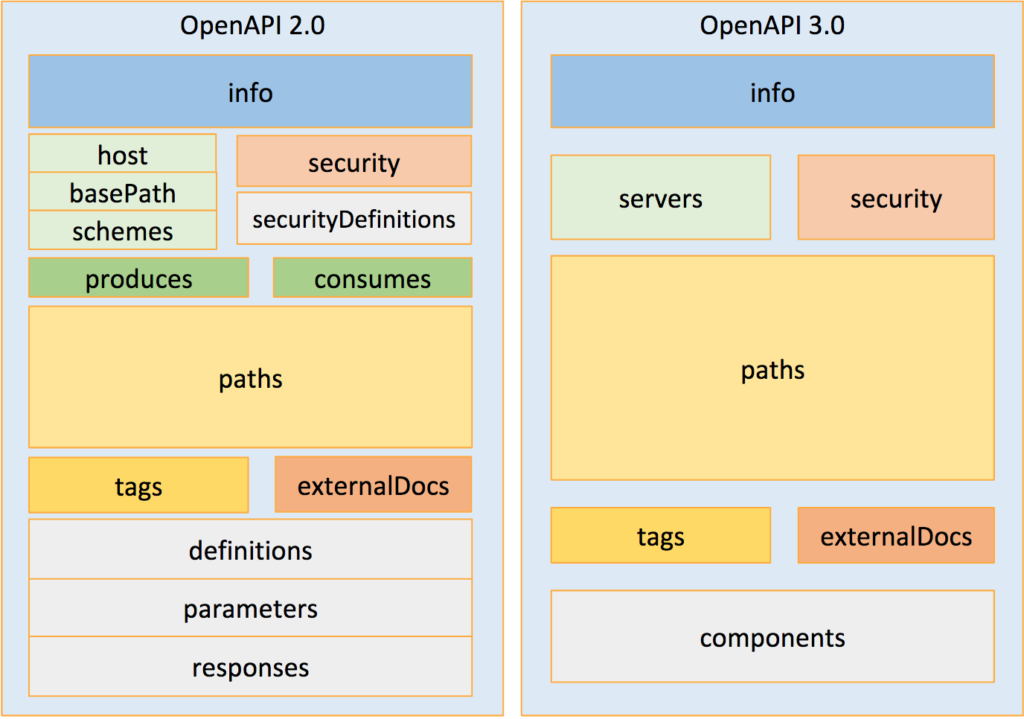 OpenAPI 2.0
info
host
basePath
schemes
security
securityDefinitions
produces
consumes
paths
tags
externalDocs
definitions
parameters
responses
OpenAPI 3.0
info
servers
security
paths
tags
externalDocs
components